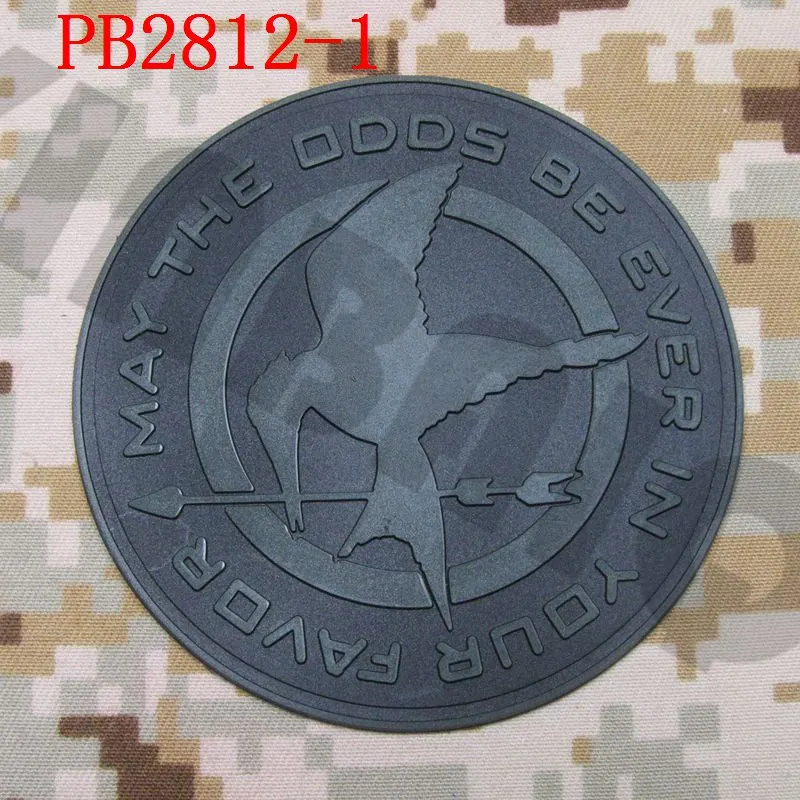 PB2812-1
MAY THE ODDS BE EVER IN YOUR FAVOR